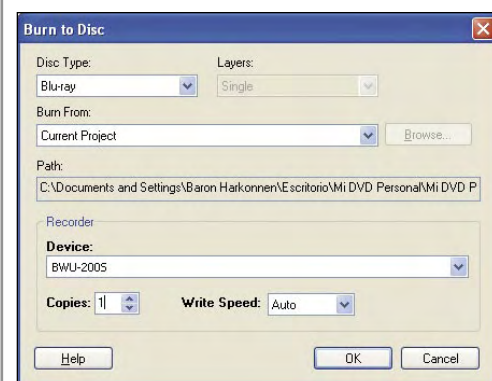 Burn to Disc
Disc Type: Layers:
Blu-ray Single
Burn From:
Current Project Browse...
Path:
C:\Documents and Settings\Baron Harkonnen\Escritorio\Mi DVD Personal\Mi DVD P
Recorder
Device:
BWU-200S
Copies: 1 Write Speed: Auto
Help OK Cancel